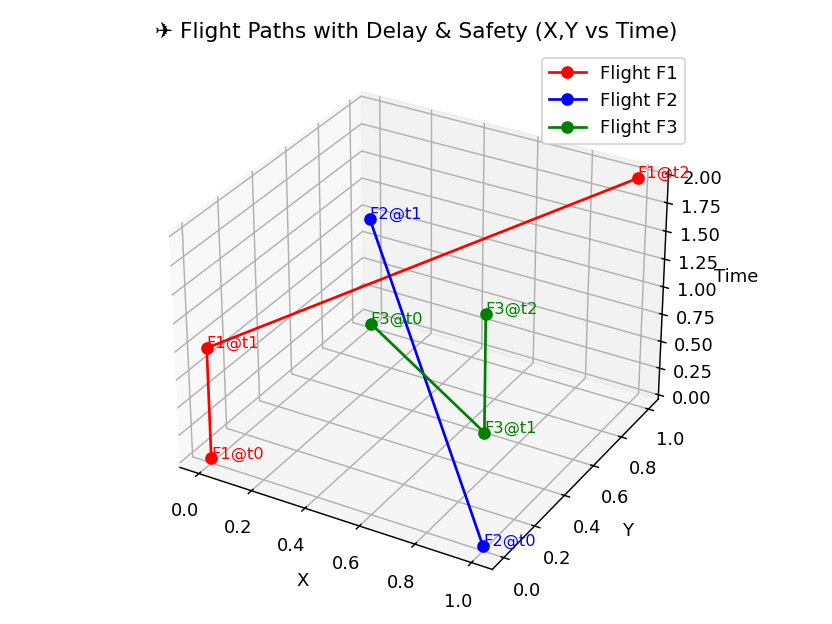 ✈ Flight Paths with Delay & Safety (X,Y vs Time)
Flight F1
Flight F2
Flight F3
F1@t2
F2@t1
F3@t2
F3@t0
F1@t1
F3@t1
F1@t0
F2@t0
2.00
1.75
1.50
1.25
1.00
0.75
0.50
0.25
0.00
Time
0.0
0.2
0.4
0.6
0.8
1.0
X
0.0
0.2
0.4
0.6
0.8
1.0
Y